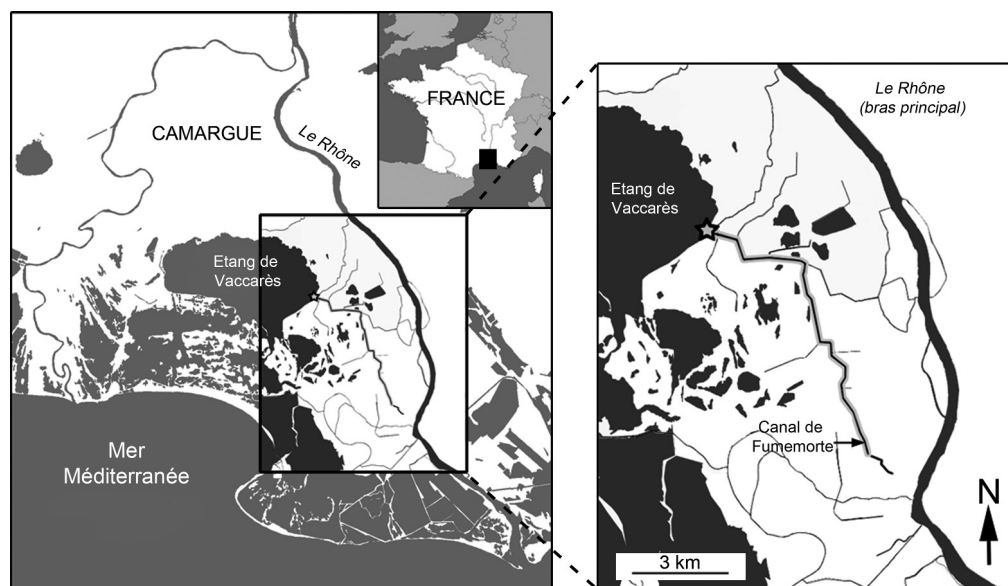 FRANCE
CAMARGUE
Le Rhône
Etang de
Vaccarès
Mer
Méditerranée
Le Rhône
(bras principal)
Etang de
Vaccarès
Canal de
Fumemorte
3 km
N